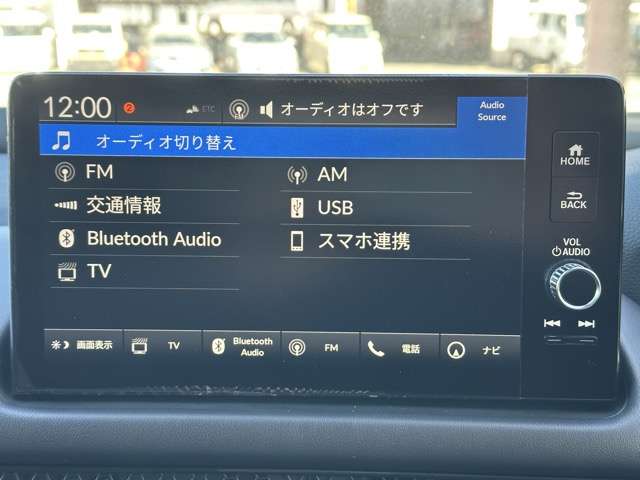 12:00 2 ETC FM オーディオはオフです Audio Source
オーディオ切り替え
FM AM
交通情報 USB
Bluetooth Audio スマホ連携
TV
画面表示 TV Bluetooth Audio FM 電話 ナビ
HOME
BACK
VOL
AUDIO